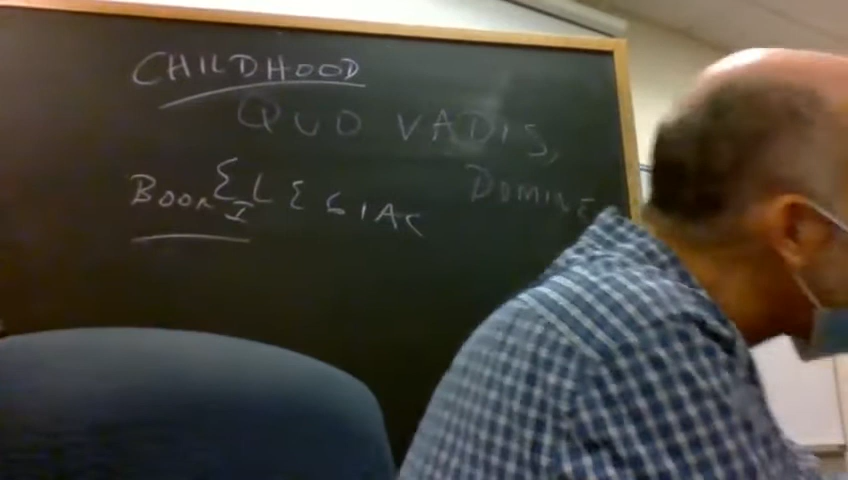 CHILDHOOD
QUO VADIS,
DOMINE
BOOK I
ELEGIAC